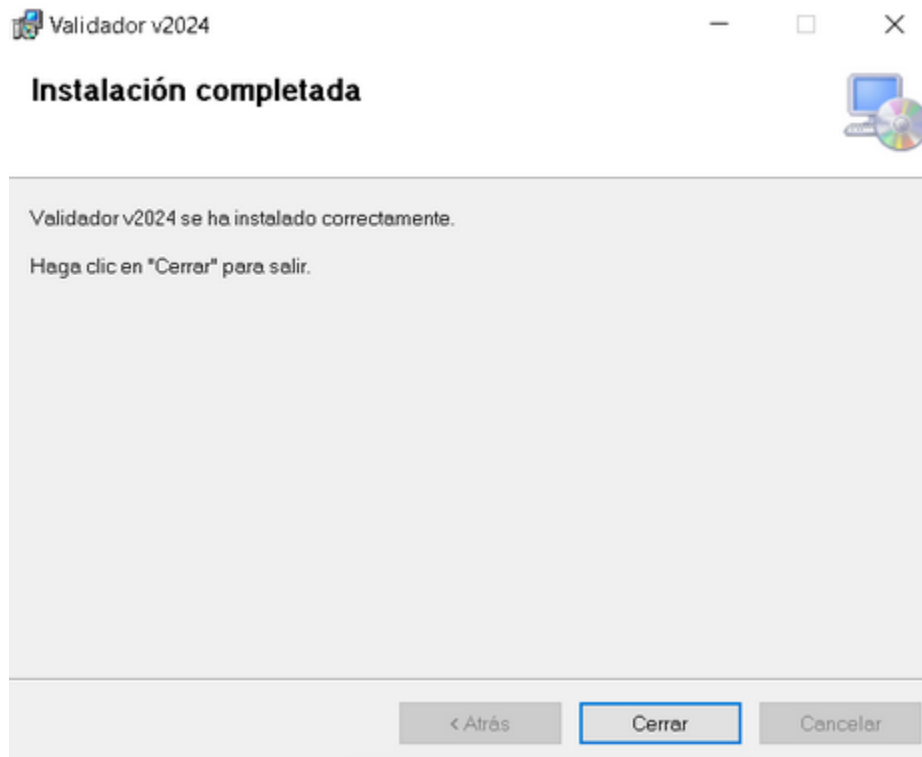 Validador v2024
Instalación completada
Validador v2024 se ha instalado correctamente.
Haga clic en "Cerrar" para salir.
< Atrás
Cerrar
Cancelar